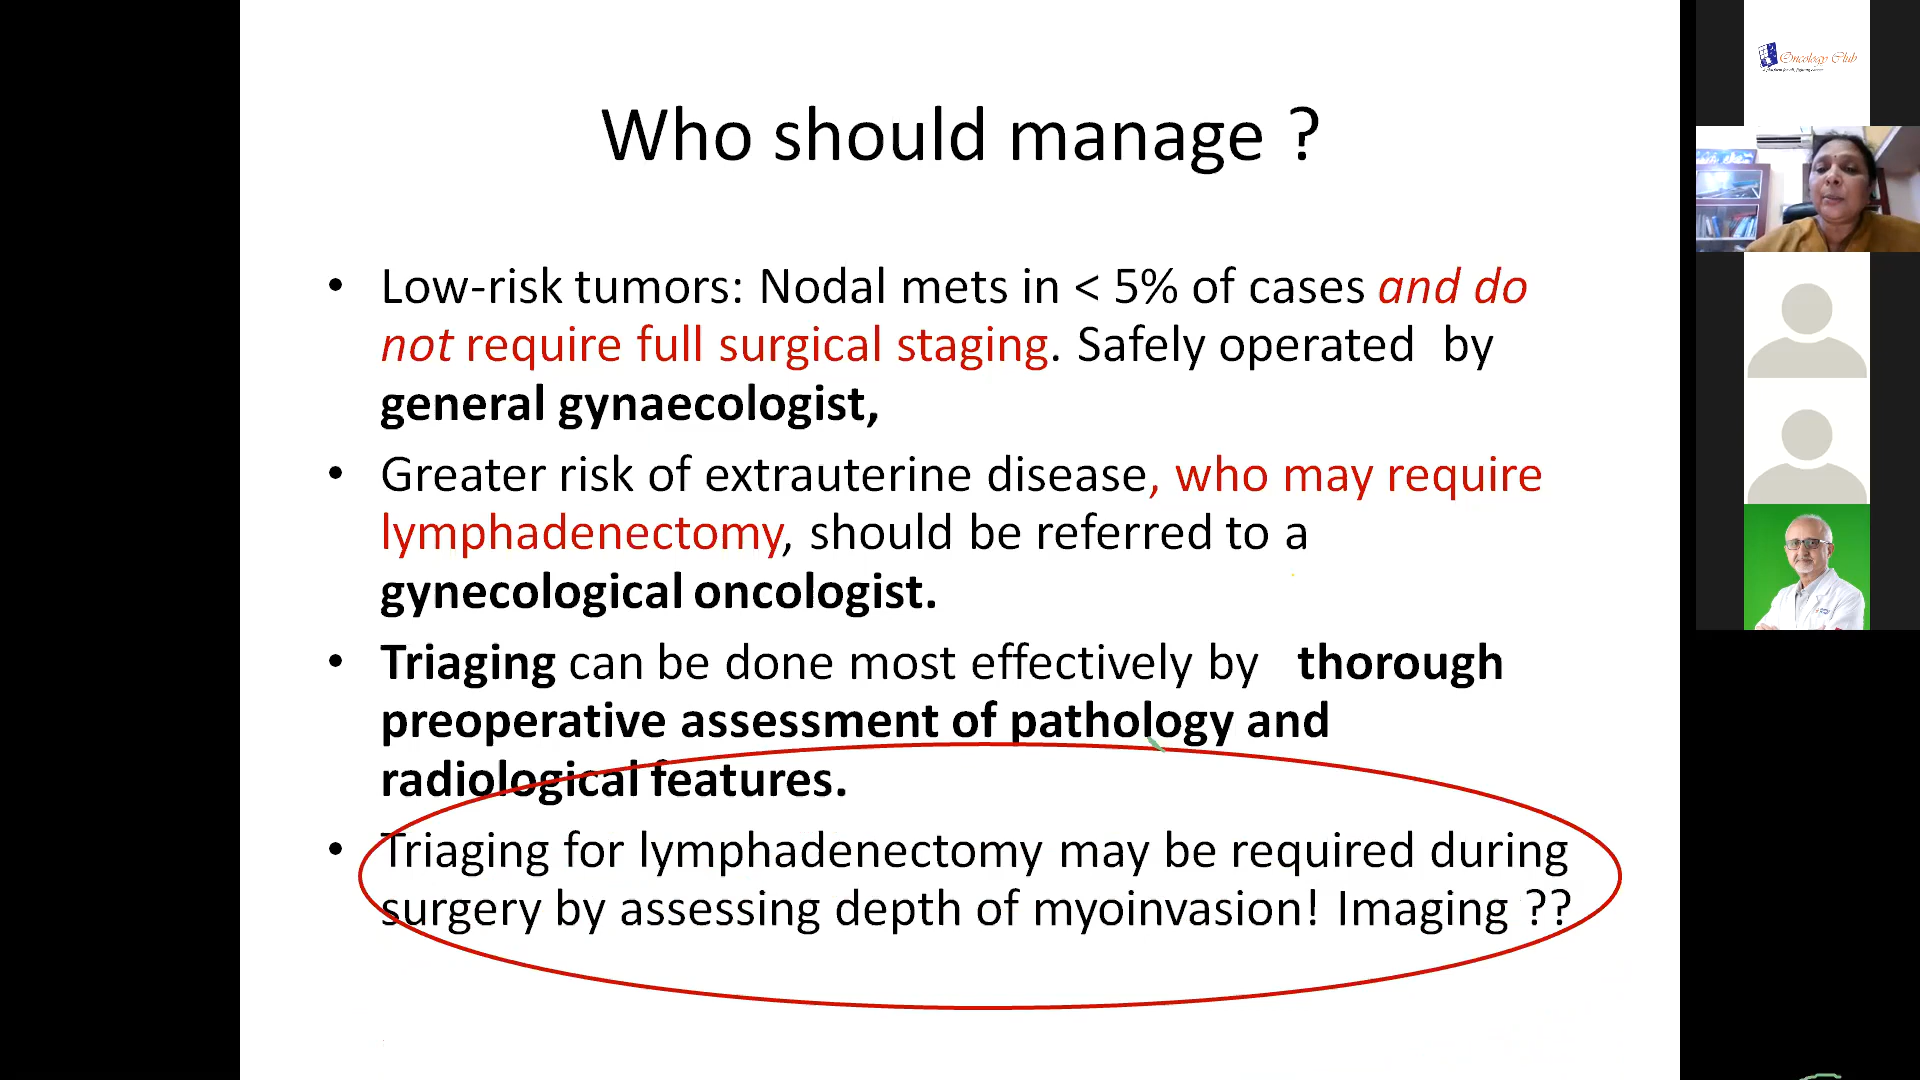 Who should manage ?
• Low-risk tumors: Nodal mets in < 5% of cases and do
not require full surgical staging. Safely operated by
general gynaecologist,
• Greater risk of extrauterine disease, who may require
lymphadenectomy, should be referred to a
gynecological oncologist.
• Triaging can be done most effectively by thorough
preoperative assessment of pathology and
radiological features.
• Triaging for lymphadenectomy may be required during
surgery by assessing depth of myoinvasion! Imaging ??
Oncology Club